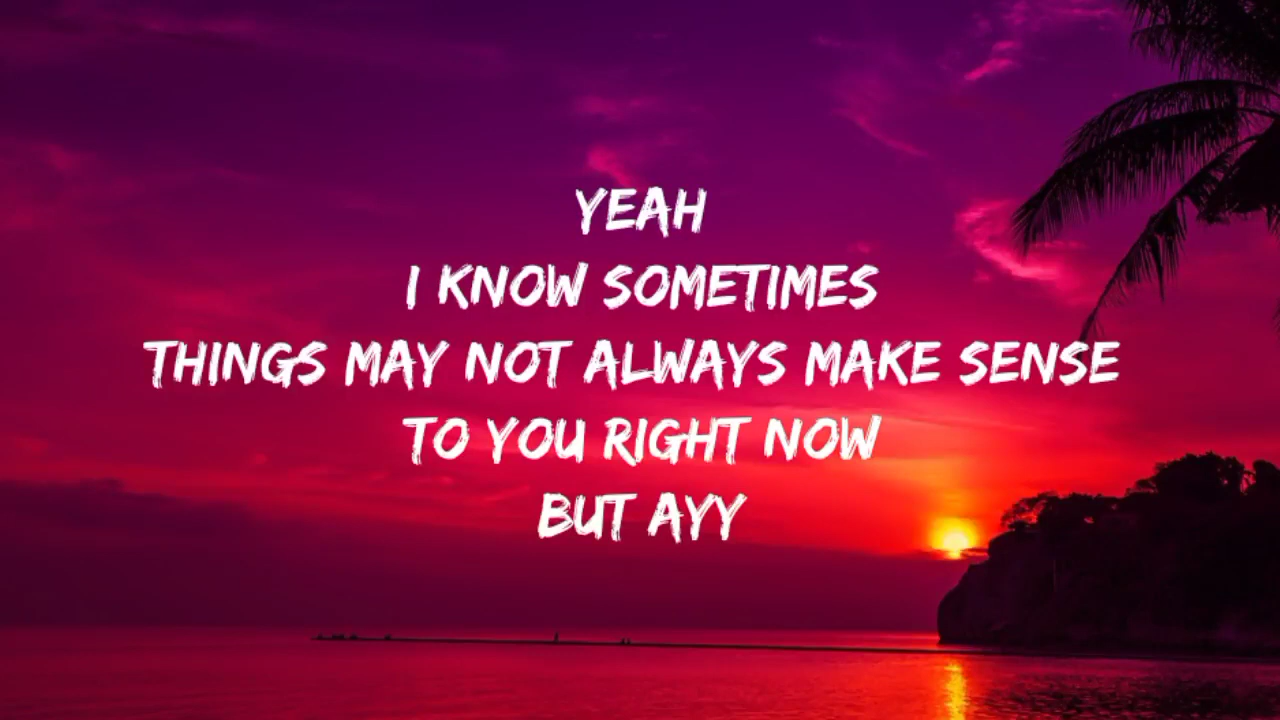 YEAH
I KNOW SOMETIMES
THINGS MAY NOT ALWAYS MAKE SENSE
TO YOU RIGHT NOW
BUT AYY